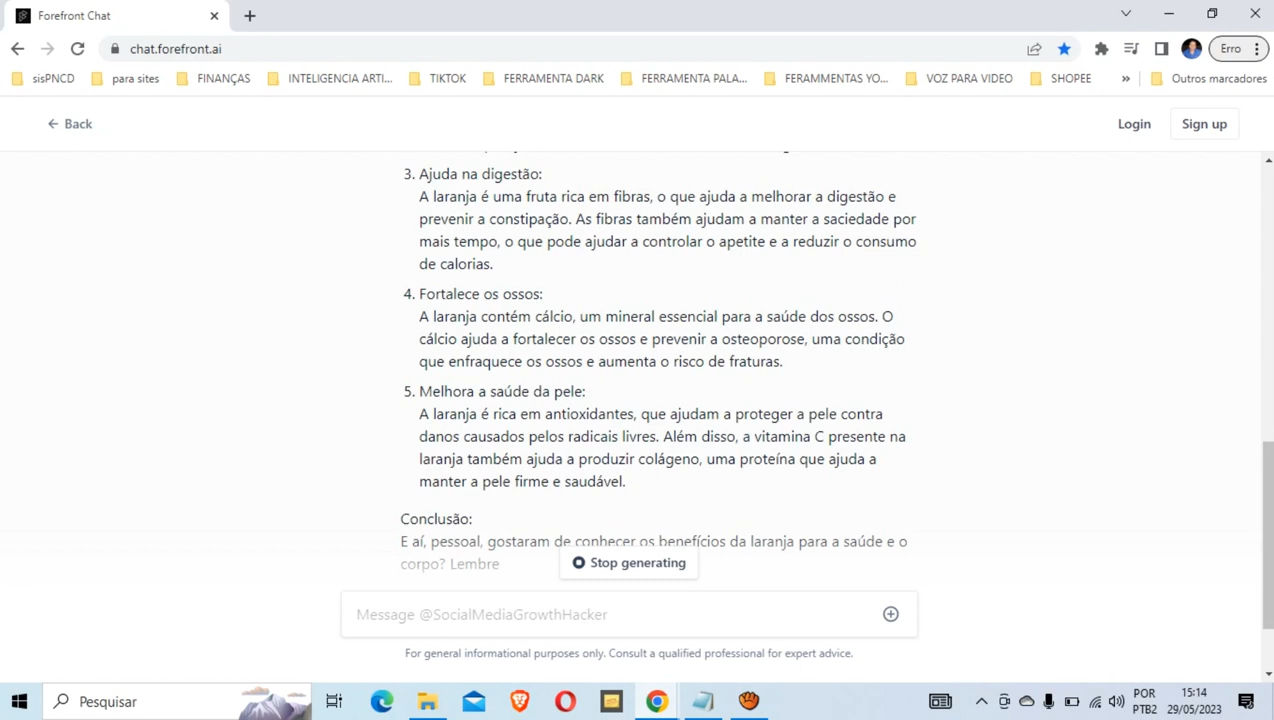 Forefront Chat
chat.forefront.ai
Erro
sisPNCD
para sites
FINANÇAS
INTELIGENCIA ARTI...
TIKTOK
FERRAMENTA DARK
FERRAMENTA PALA...
FERAMMENTAS YO...
VOZ PARA VIDEO
SHOPEE
»
Outros marcadores
Back
Login
Sign up
3. Ajuda na digestão:
A laranja é uma fruta rica em fibras, o que ajuda a melhorar a digestão e
prevenir a constipação. As fibras também ajudam a manter a saciedade por
mais tempo, o que pode ajudar a controlar o apetite e a reduzir o consumo
de calorias.
4. Fortalece os ossos:
A laranja contém cálcio, um mineral essencial para a saúde dos ossos. O
cálcio ajuda a fortalecer os ossos e prevenir a osteoporose, uma condição
que enfraquece os ossos e aumenta o risco de fraturas.
5. Melhora a saúde da pele:
A laranja é rica em antioxidantes, que ajudam a proteger a pele contra
danos causados pelos radicais livres. Além disso, a vitamina C presente na
laranja também ajuda a produzir colágeno, uma proteína que ajuda a
manter a pele firme e saudável.
Conclusão:
E aí, pessoal, gostaram de conhecer os benefícios da laranja para a saúde e o
corpo? Lembre
Stop generating
Message @SocialMediaGrowthHacker
For general informational purposes only. Consult a qualified professional for expert advice.
Pesquisar
POR
PTB2
15:14
29/05/2023